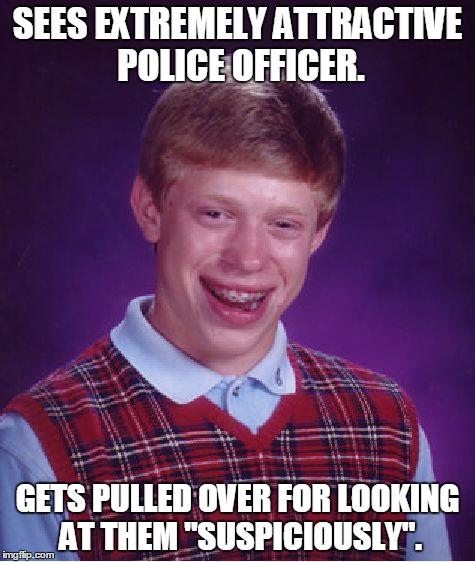 SEES EXTREMELY ATTRACTIVE
POLICE OFFICER.
GETS PULLED OVER FOR LOOKING
AT THEM "SUSPICIOUSLY".
imgflip.com